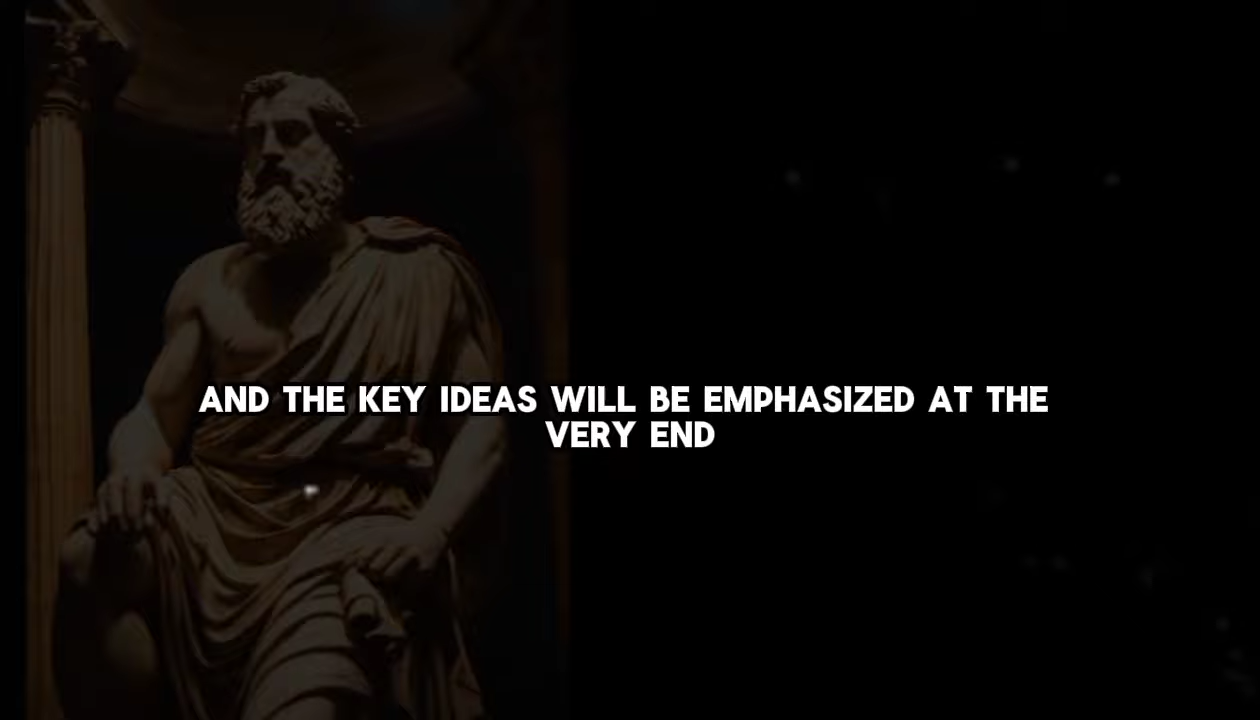 AND THE KEY IDEAS WILL BE EMPHASIZED AT THE
VERY END